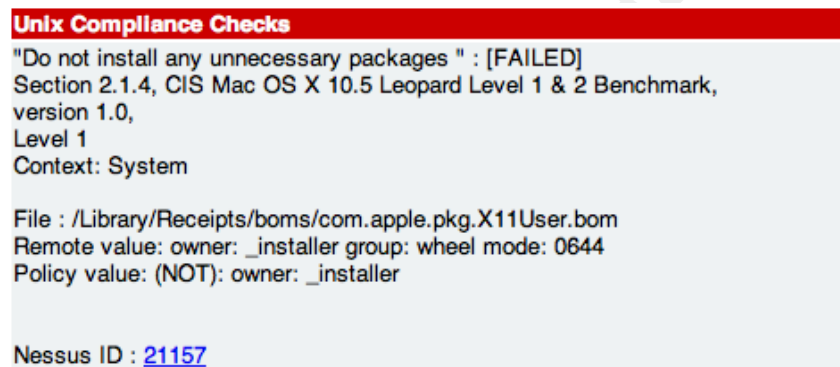 Unix Compliance Checks
"Do not install any unnecessary packages " : [FAILED]
Section 2.1.4, CIS Mac OS X 10.5 Leopard Level 1 & 2 Benchmark,
version 1.0,
Level 1
Context: System
File : /Library/Receipts/boms/com.apple.pkg.X11User.bom
Remote value: owner: _installer group: wheel mode: 0644
Policy value: (NOT): owner: _installer
Nessus ID : 21157